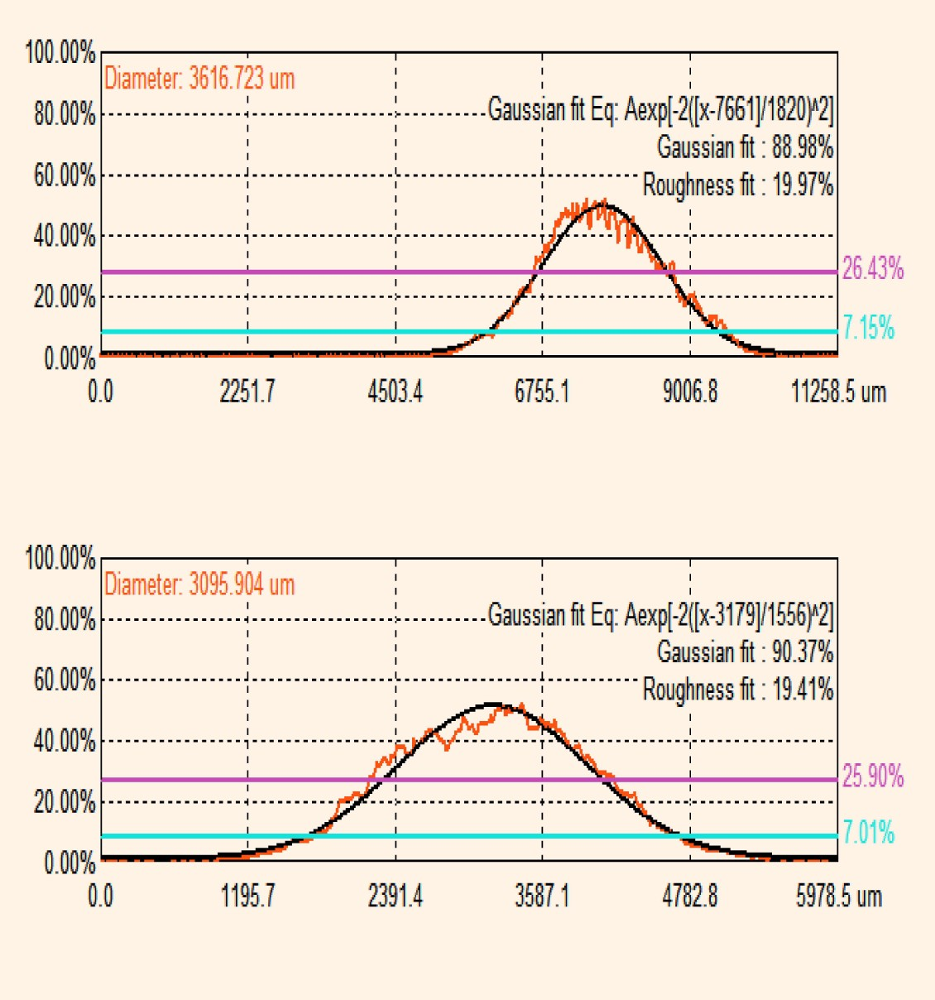 100.00%
Diameter: 3616.723 um
Gaussian fit Eq: Aexp[-2([x-7661]/1820)^2]
80.00%
Gaussian fit : 88.98%
60.00%
Roughness fit : 19.97%
40.00%
26.43%
20.00%
7.15%
0.00%
0.0 2251.7 4503.4 6755.1 9006.8 11258.5 um
100.00%
Diameter: 3095.904 um
Gaussian fit Eq: Aexp[-2([x-3179]/1556)^2]
80.00%
Gaussian fit : 90.37%
60.00%
Roughness fit : 19.41%
40.00%
25.90%
20.00%
7.01%
0.00%
0.0 1195.7 2391.4 3587.1 4782.8 5978.5 um